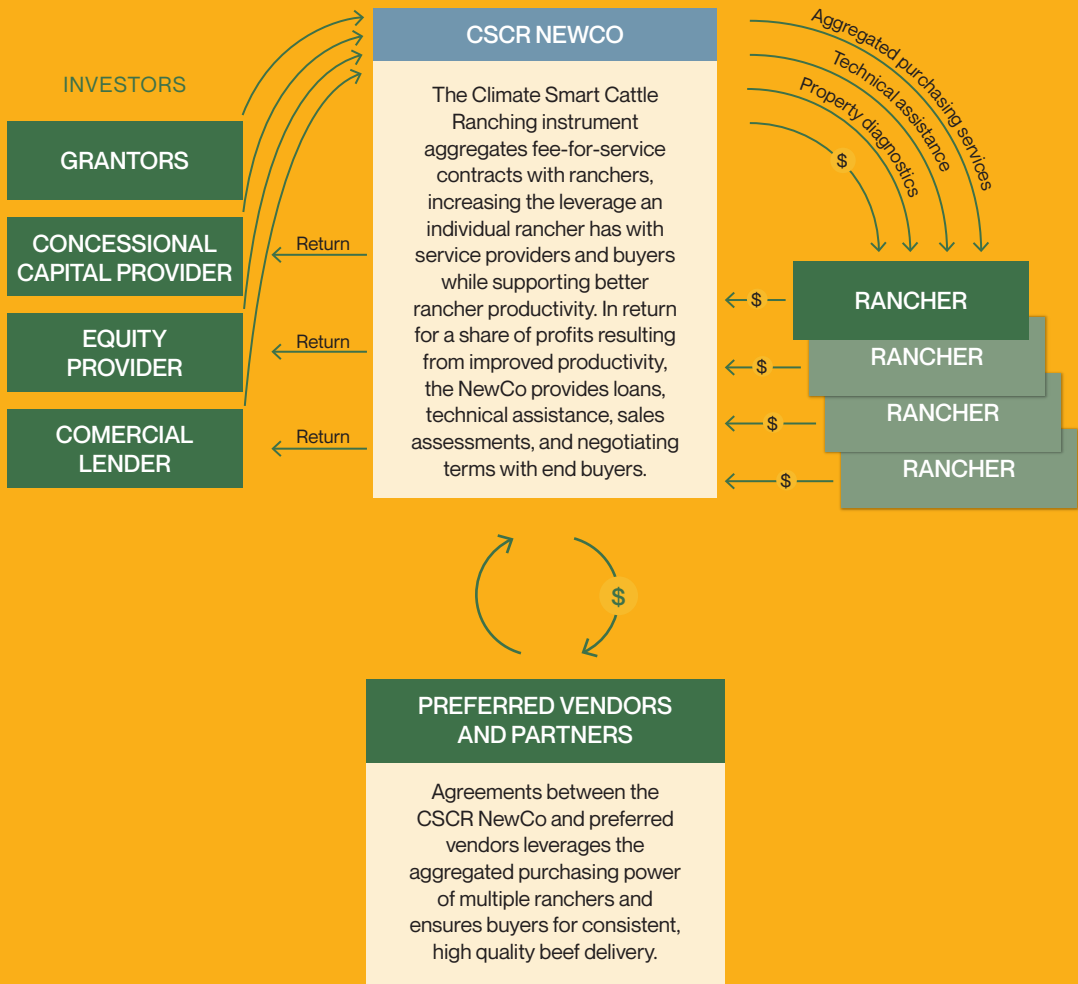 INVESTORS
GRANTORS
CONCESSIONAL
CAPITAL PROVIDER
EQUITY
PROVIDER
COMERCIAL
LENDER
Return
Return
Return
CSCR NEWCO
The Climate Smart Cattle
Ranching instrument
aggregates fee-for-service
contracts with ranchers,
increasing the leverage an
individual rancher has with
service providers and buyers
while supporting better
rancher productivity. In return
for a share of profits resulting
from improved productivity,
the NewCo provides loans,
technical assistance, sales
assessments, and negotiating
terms with end buyers.
Aggregated purchasing services
Technical assistance
Property diagnostics
$
$
$
$
$
RANCHER
RANCHER
RANCHER
RANCHER
$
PREFERRED VENDORS
AND PARTNERS
Agreements between the
CSCR NewCo and preferred
vendors leverages the
aggregated purchasing power
of multiple ranchers and
ensures buyers for consistent,
high quality beef delivery.